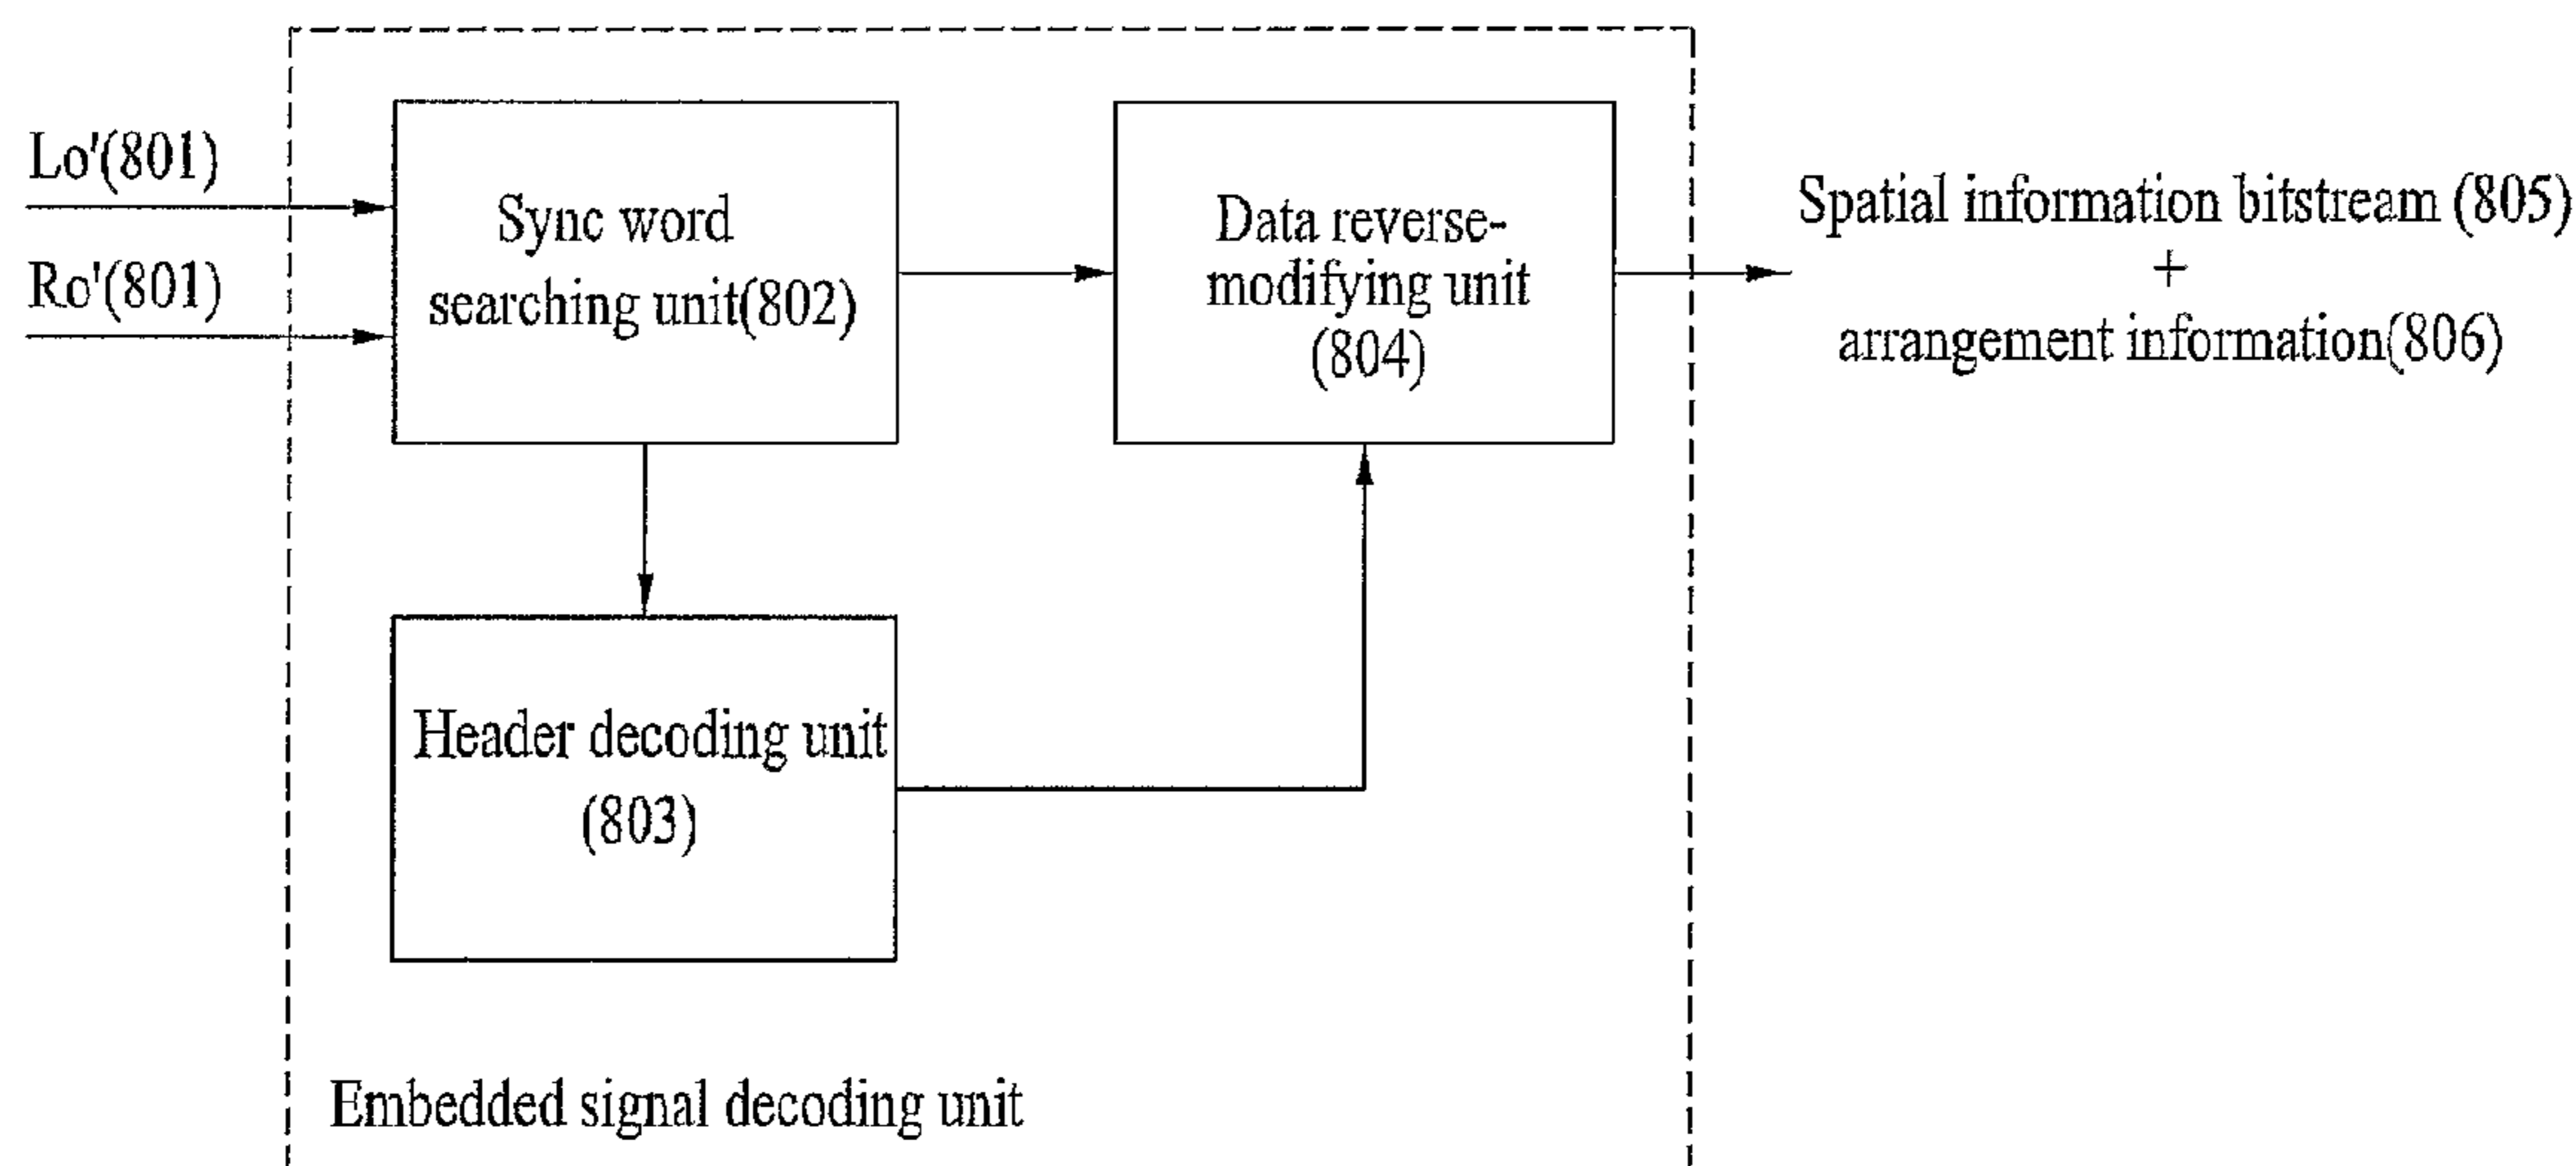 Lo'(801)
Ro'(801)
Sync word
searching unit(802)
Data reverse-
modifying unit
(804)
Spatial information bitstream (805)
+
arrangement information(806)
Header decoding unit
(803)
Embedded signal decoding unit